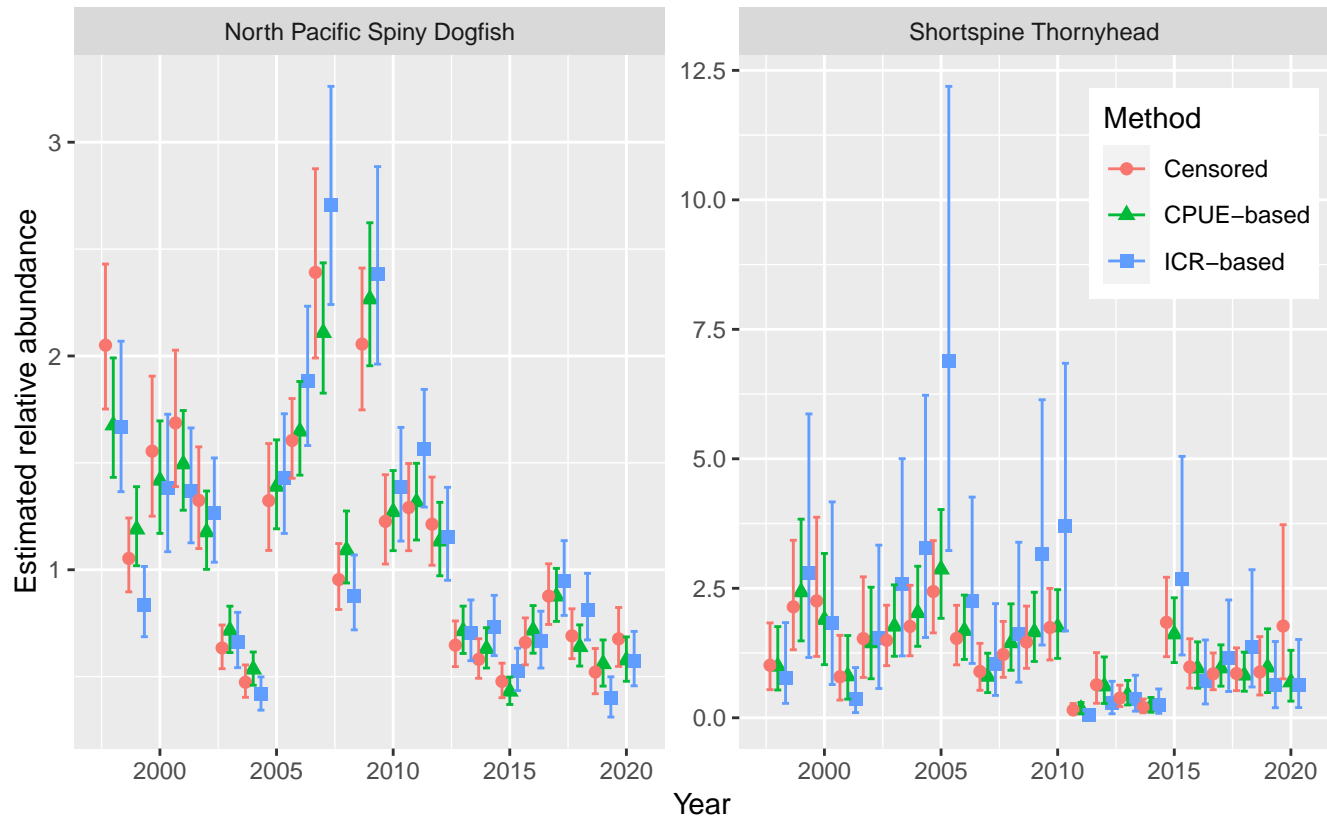 North Pacific Spiny Dogfish
Shortspine Thornyhead
Estimated relative abundance
3
2
1
12.5
10.0
7.5
5.0
2.5
0.0
Method
Censored
CPUE−based
ICR−based
2000 2005 2010 2015 2020
2000 2005 2010 2015 2020
Year